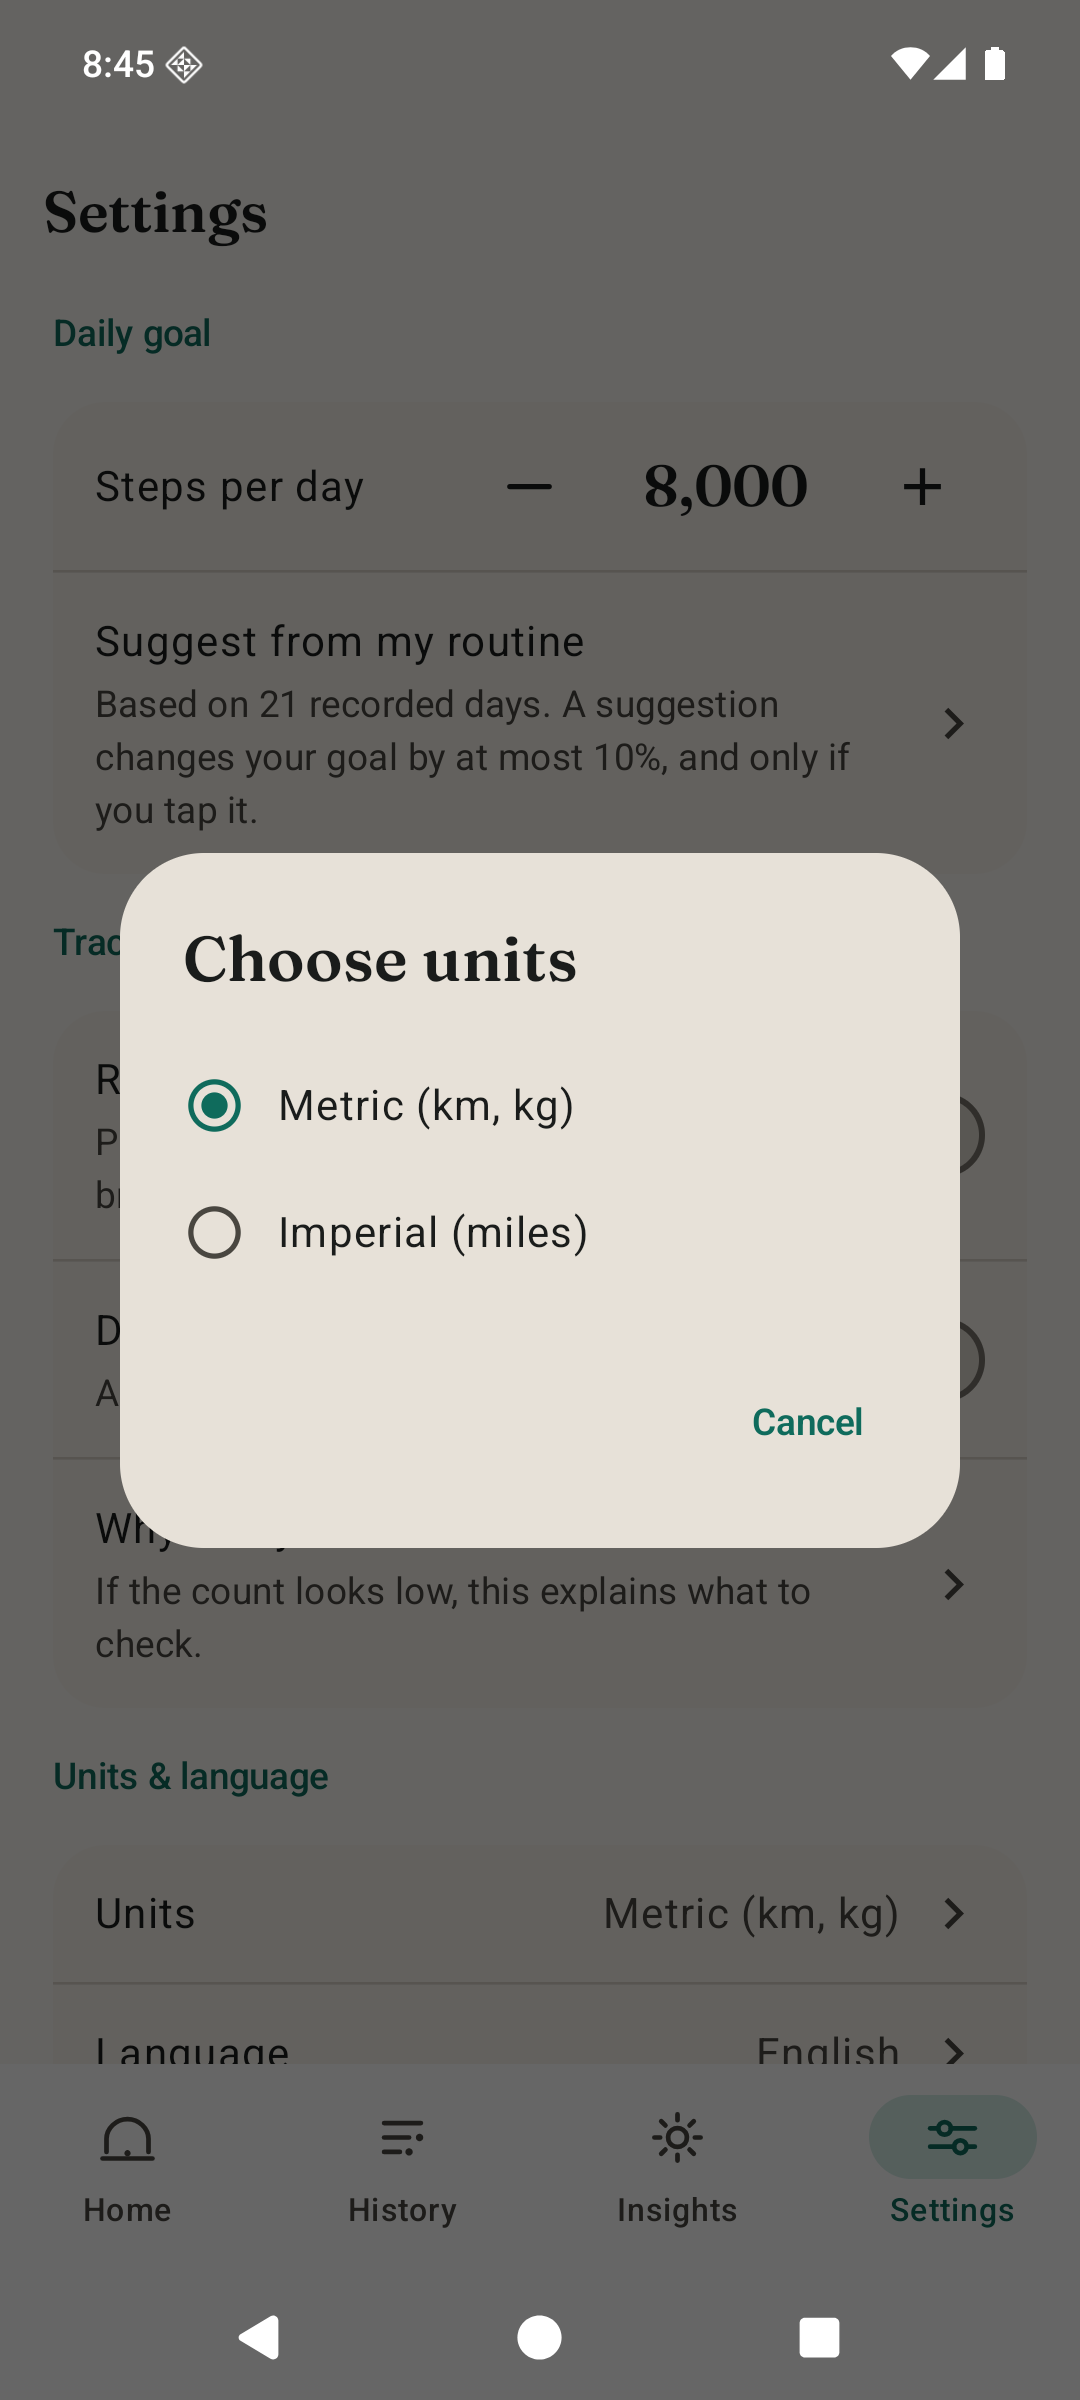 8:45
Settings
Daily goal
Steps per day
8,000
Suggest from my routine
Based on 21 recorded days. A suggestion
changes your goal by at most 10%, and only if
you tap it.
Choose units
Metric (km, kg)
Imperial (miles)
Cancel
If the count looks low, this explains what to
check.
Units & language
Units
Metric (km, kg)
Language
English
Home
History
Insights
Settings